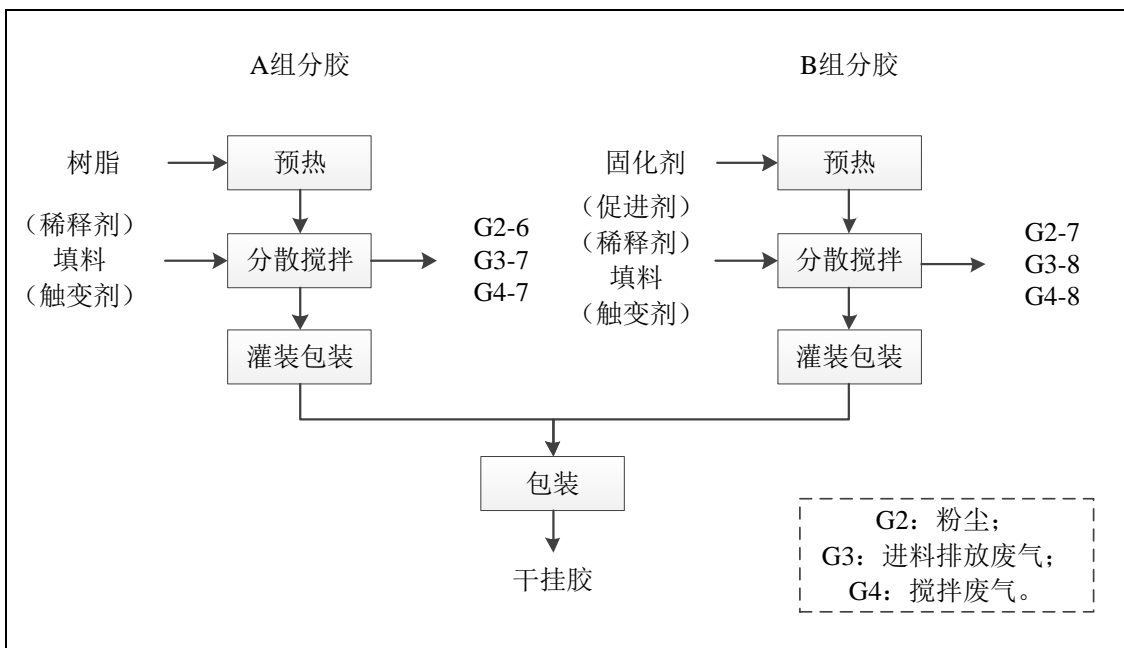 A组分胶
B组分胶
树脂
预热
（稀释剂）
填料
（触变剂）
分散搅拌
G2-6
G3-7
G4-7
灌装包装
固化剂
预热
（促进剂）
（稀释剂）
填料
（触变剂）
分散搅拌
G2-7
G3-8
G4-8
灌装包装
包装
干挂胶
G2：粉尘；
G3：进料排放废气；
G4：搅拌废气。